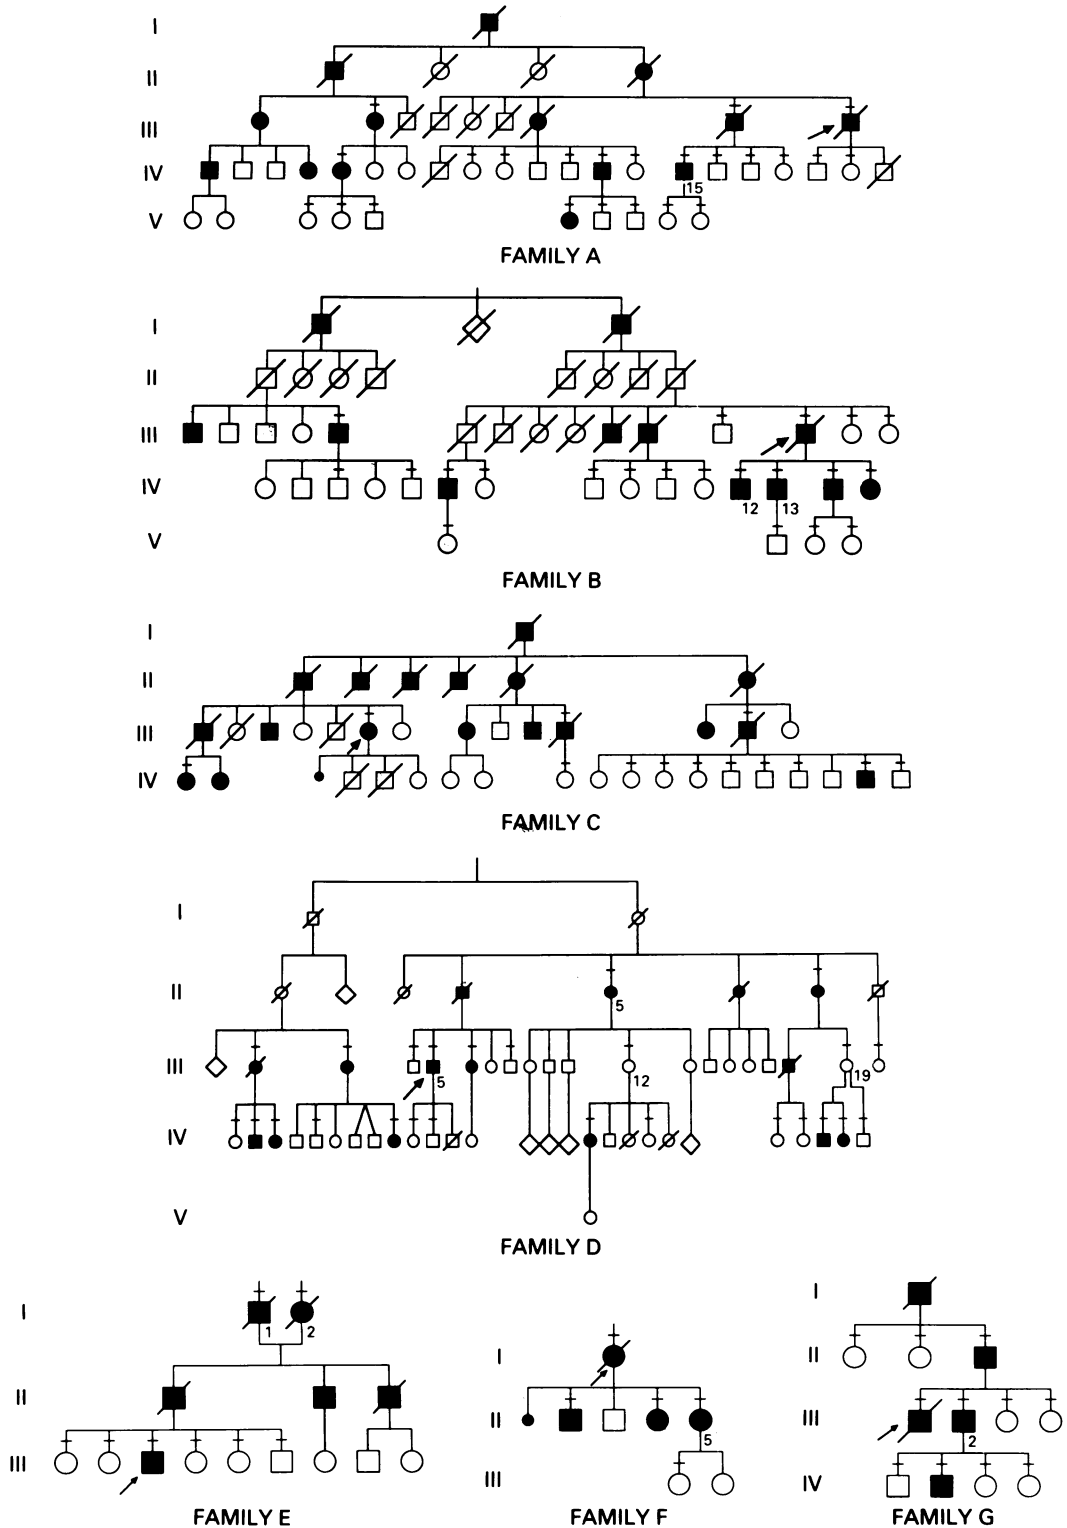 I
II
III
IV
15
V
FAMILY A
I
II
III
IV
12 13
V
FAMILY B
I
II
III
IV
FAMILY C
I
II
5
III
5 12 19
IV
V
FAMILY D
I
1 2
II
III
FAMILY E
I
II
5
III
FAMILY F
I
II
III
2
IV
FAMILY G